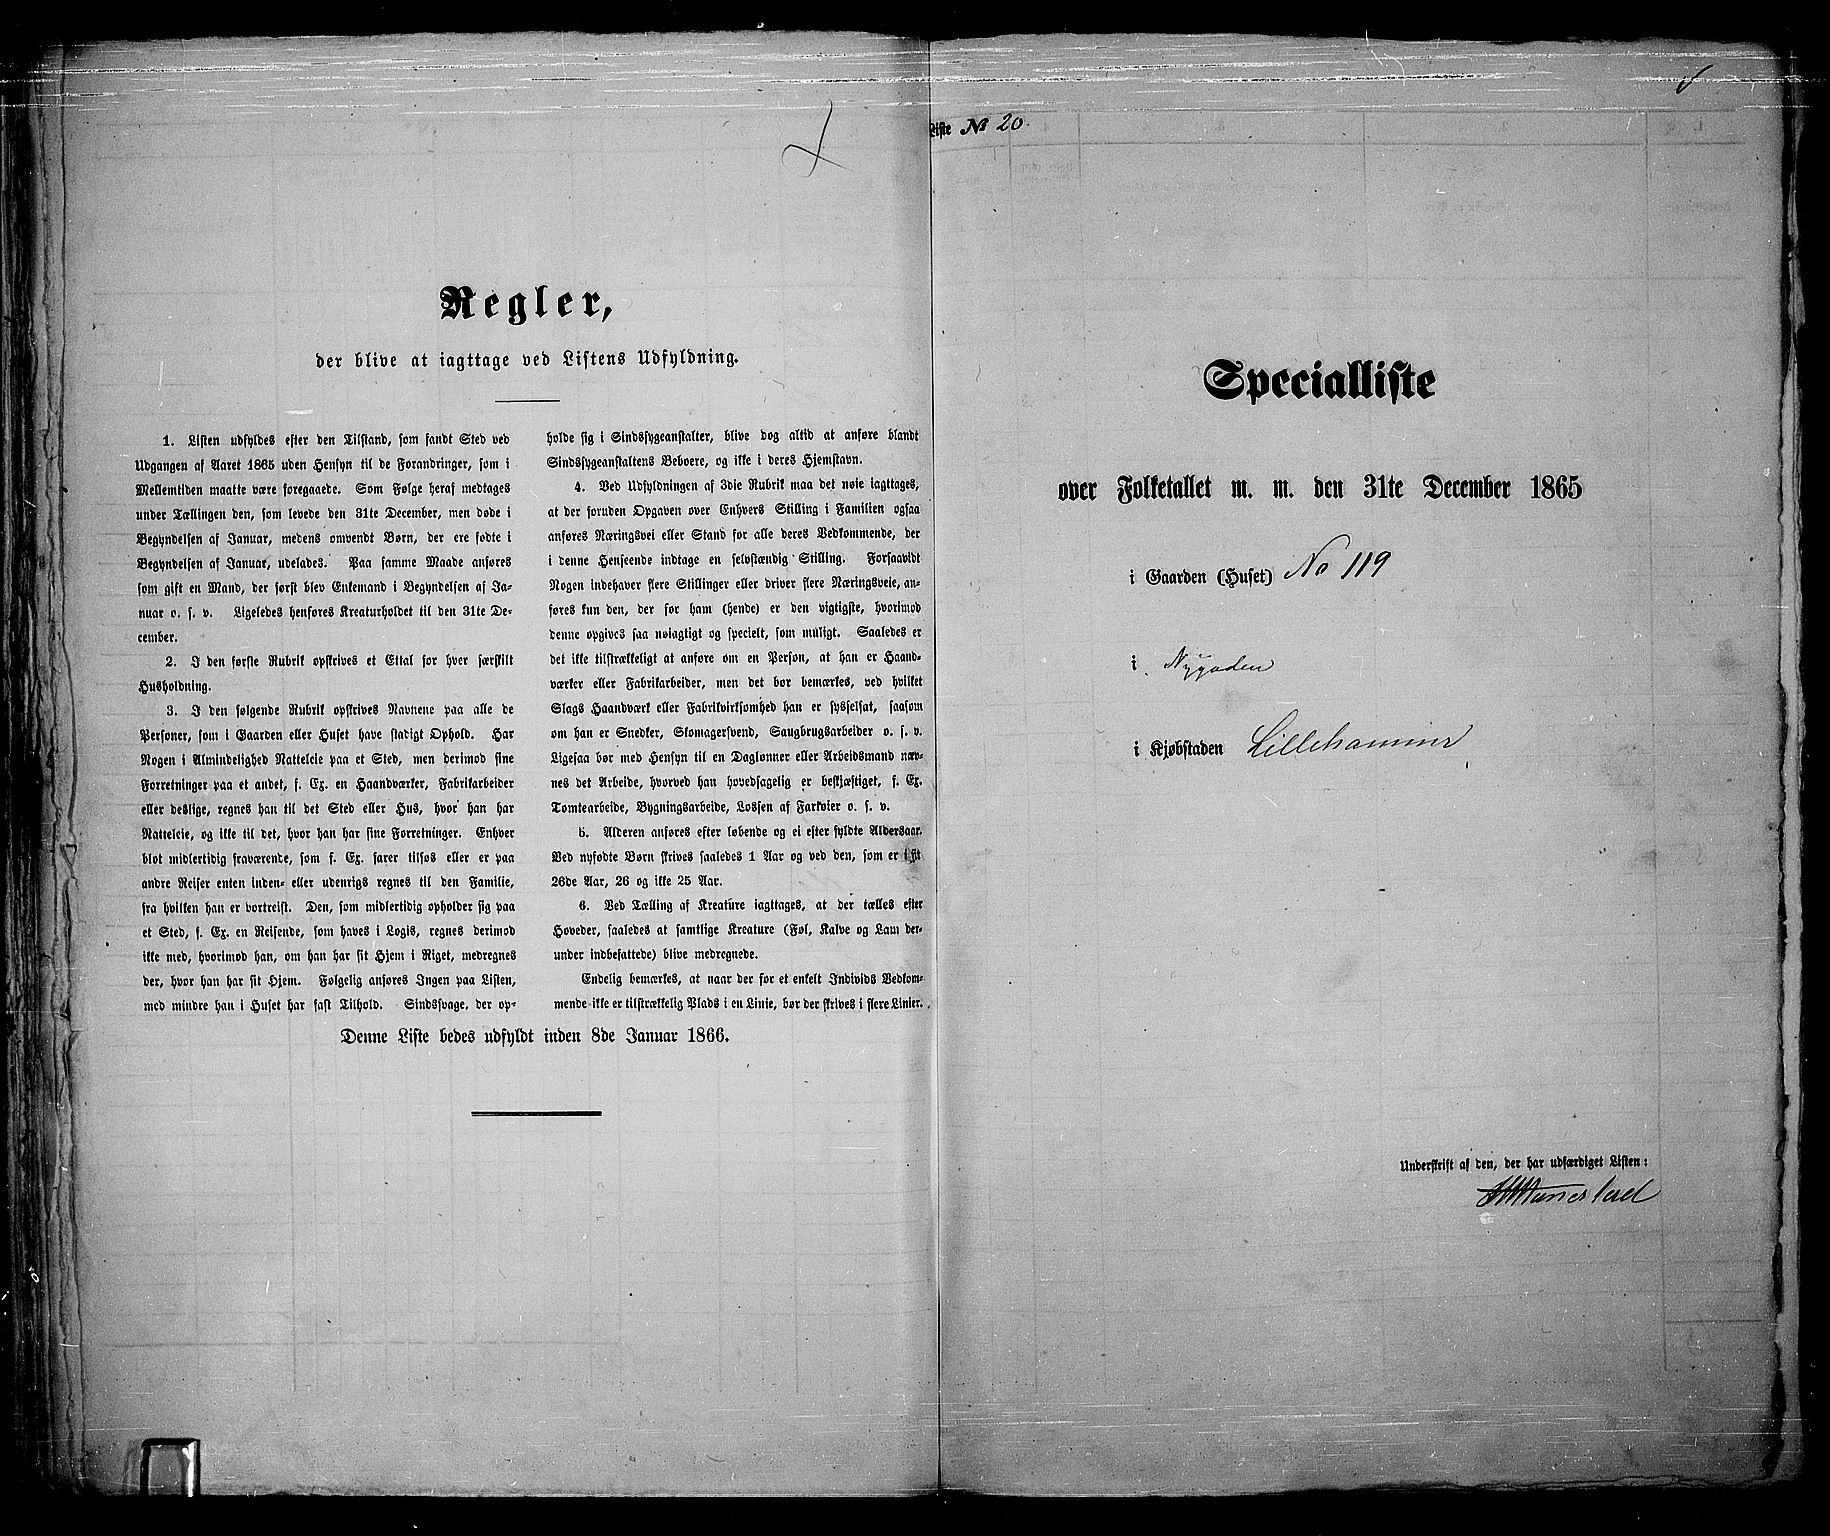 Regler,
der blive at iagttage ved Listens Udfyldning.
1. Listen udfyldes efter den Tilstand, som fandt Sted ved
Udgangen af Aaret 1865 uden Hensyn til de Forandringer, som i
Mellemtiden maatte være foregaaede. Som Følge heraf medtages
under Tællingen den, som levede den 31te December, men døde i
Begyndelsen af Januar, medens omvendt Børn, der ere fødte i
Begyndelsen af Januar, udelades. Paa samme Maade anføres
som gift en Mand, der først blev Enkemand i Begyndelsen af Ja-
nuar o. s. v. Ligeledes henføres Kreaturholdet til den 31te De-
cember.
2. I den første Rubrik opskrives et Ettal for hver særskilt
Husholdning.
3. I den følgende Rubrik opskrives Navnene paa alle de
Personer, som i Gaarden eller Huset have stadigt Ophold. Har
Nogen i Almindelighed Natteleie paa et Sted, men derimod sine
Forretninger paa et andet, f. Ex. en Haandværker, Fabrikarbeider
eller deslige, regnes han til det Sted eller Hus, hvor han har
Natteleie, og ikke til det, hvor han har sine Forretninger. Enhver
blot midlertidig fraværende, som f. Ex. farer tilsøs eller er paa
andre Reiser enten inden- eller udenrigs regnes til den Familie,
fra hvilken han er bortreist. Den, som midlertidig opholder sig paa
et Sted, f. Ex. en Reisende, som haves i Logis, regnes derimod
ikke med, hvorimod han, om han har sit Hjem i Riget, medregnes
der, hvor han har sit Hjem. Følgelig anføres Ingen paa Listen,
med mindre han i Huset har fast Tilhold. Sindssvage, der op-
holde sig i Sindssygeanstalter, blive dog altid at anføre blandt
Sindssygeanstaltens Beboere, og ikke i deres Hjemstavn.
4. Ved Udfyldningen af 3die Rubrik maa det nøie iagttages,
at der foruden Opgaven over Enhvers Stilling i Familien ogsaa
anføres Næringsvei eller Stand for alle deres Vedkommende, der
i denne Henseende indtage en selvstændig Stilling. Forsaavidt
Nogen indehaver flere Stillinger eller driver flere Næringsveie, an-
føres kun den, der for ham (hende) er den vigtigste, hvorimod
denne opgives saa nøiagtigt og specielt, som muligt. Saaledes er
det ikke tilstrækkeligt at anføre om en Person, at han er Haand-
værker eller Fabrikarbeider, men det bør bemærkes, ved hvilket
Slags Haandværk eller Fabrikvirksomhed han er sysselsat, saasom
om han er Snedker, Skomagersvend, Saugbrugsarbeider o. s. v.
Ligesaa bør med Hensyn til en Dagløner eller Arbeidsmand næv-
nes det Arbeide, hvorved han hovedsagelig er beskjæftiget, f. Ex.
Tomtearbeide, Bygningsarbeide, Lossen af Farkoier o. s. v.
5. Alderen anføres efter løbende og ei efter fyldte Aldersaar.
Ved nyfødte Børn skrives saaledes 1 Aar og ved den, som er i sit
26de Aar, 26 og ikke 25 Aar.
6. Ved Tælling af Kreature iagttages, at der tælles efter
Hoveder, saaledes at samtlige Kreature (Føl, Kalve og Lam der-
under indbefattede) blive medregnede.
Endelig bemærkes, at naar der for et enkelt Individs Vedkom-
mende ikke er tilstrækkelig Plads i en Linie, bør der skrives i flere Linier.
Denne Liste bedes udfyldt inden 8de Januar 1866.
Liste No 20
Specialliste
over Folketallet m. m. den 31te December 1865
i Gaarden (Huset) No 119
i Nygaden
i Kjøbstaden Lillehammer
Underskrift af den, der har udfærdiget Listen: